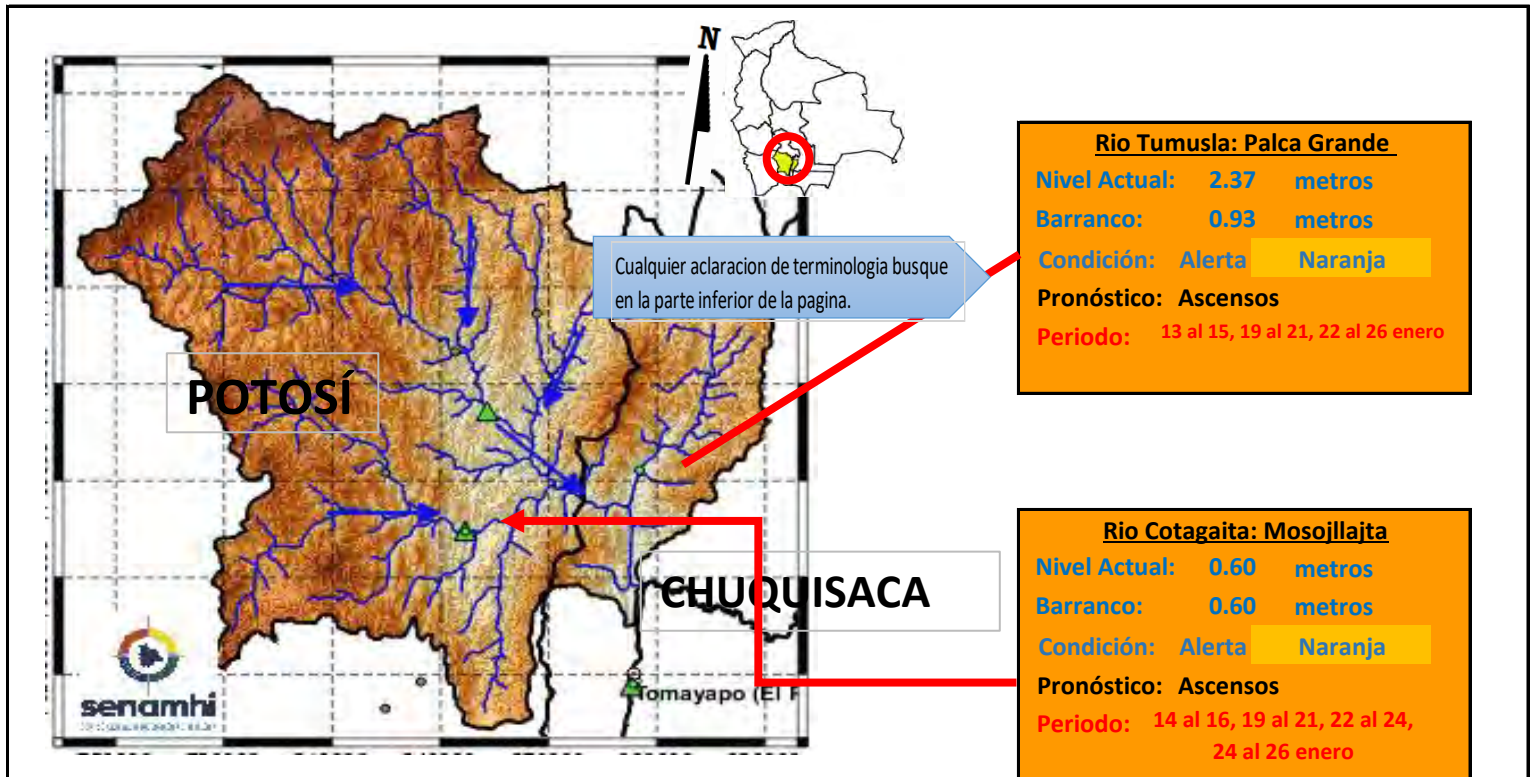 N
Cualquier aclaracion de terminologia busque
en la parte inferior de la pagina.
POTOSÍ
CHUQUISACA
Tomayapo (El
senamhi
Rio Tumusla: Palca Grande
Nivel Actual: 2.37 metros
Barranco: 0.93 metros
Condición: Alerta Naranja
Pronóstico: Ascensos
Periodo: 13 al 15, 19 al 21, 22 al 26 enero
Rio Cotagaita: Mosojllajta
Nivel Actual: 0.60 metros
Barranco: 0.60 metros
Condición: Alerta Naranja
Pronóstico: Ascensos
Periodo: 14 al 16, 19 al 21, 22 al 24,
24 al 26 enero